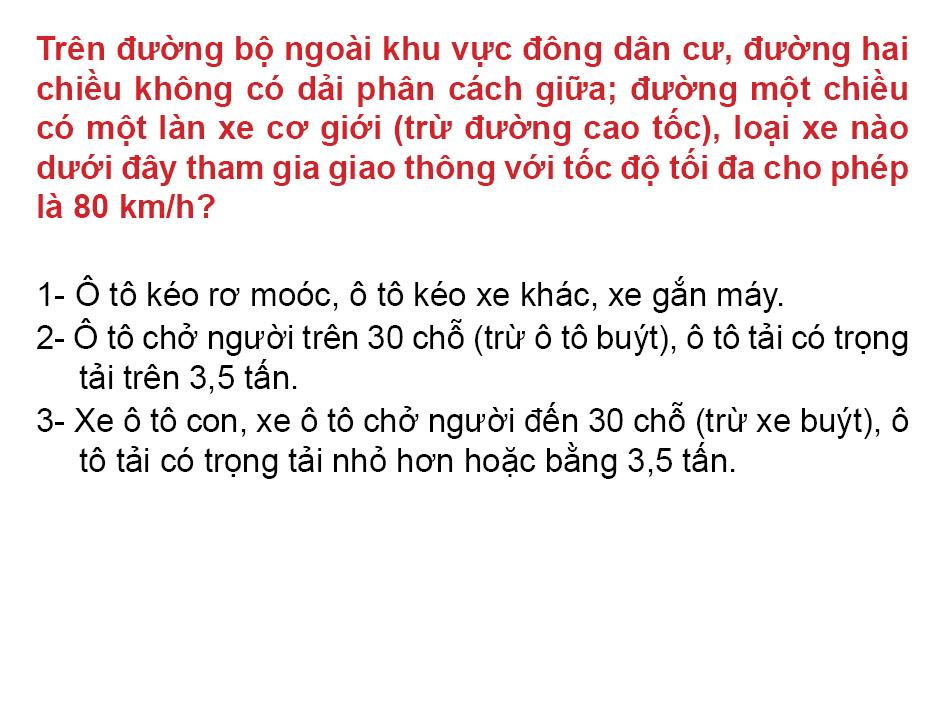 Trên đường bộ ngoài khu vực đông dân cư, đường hai
chiều không có dải phân cách giữa; đường một chiều
có một làn xe cơ giới (trừ đường cao tốc), loại xe nào
dưới đây tham gia giao thông với tốc độ tối đa cho phép
là 80 km/h?
1- Ô tô kéo rơ moóc, ô tô kéo xe khác, xe gắn máy.
2- Ô tô chở người trên 30 chỗ (trừ ô tô buýt), ô tô tải có trọng
tải trên 3,5 tấn.
3- Xe ô tô con, xe ô tô chở người đến 30 chỗ (trừ xe buýt), ô
tô tải có trọng tải nhỏ hơn hoặc bằng 3,5 tấn.